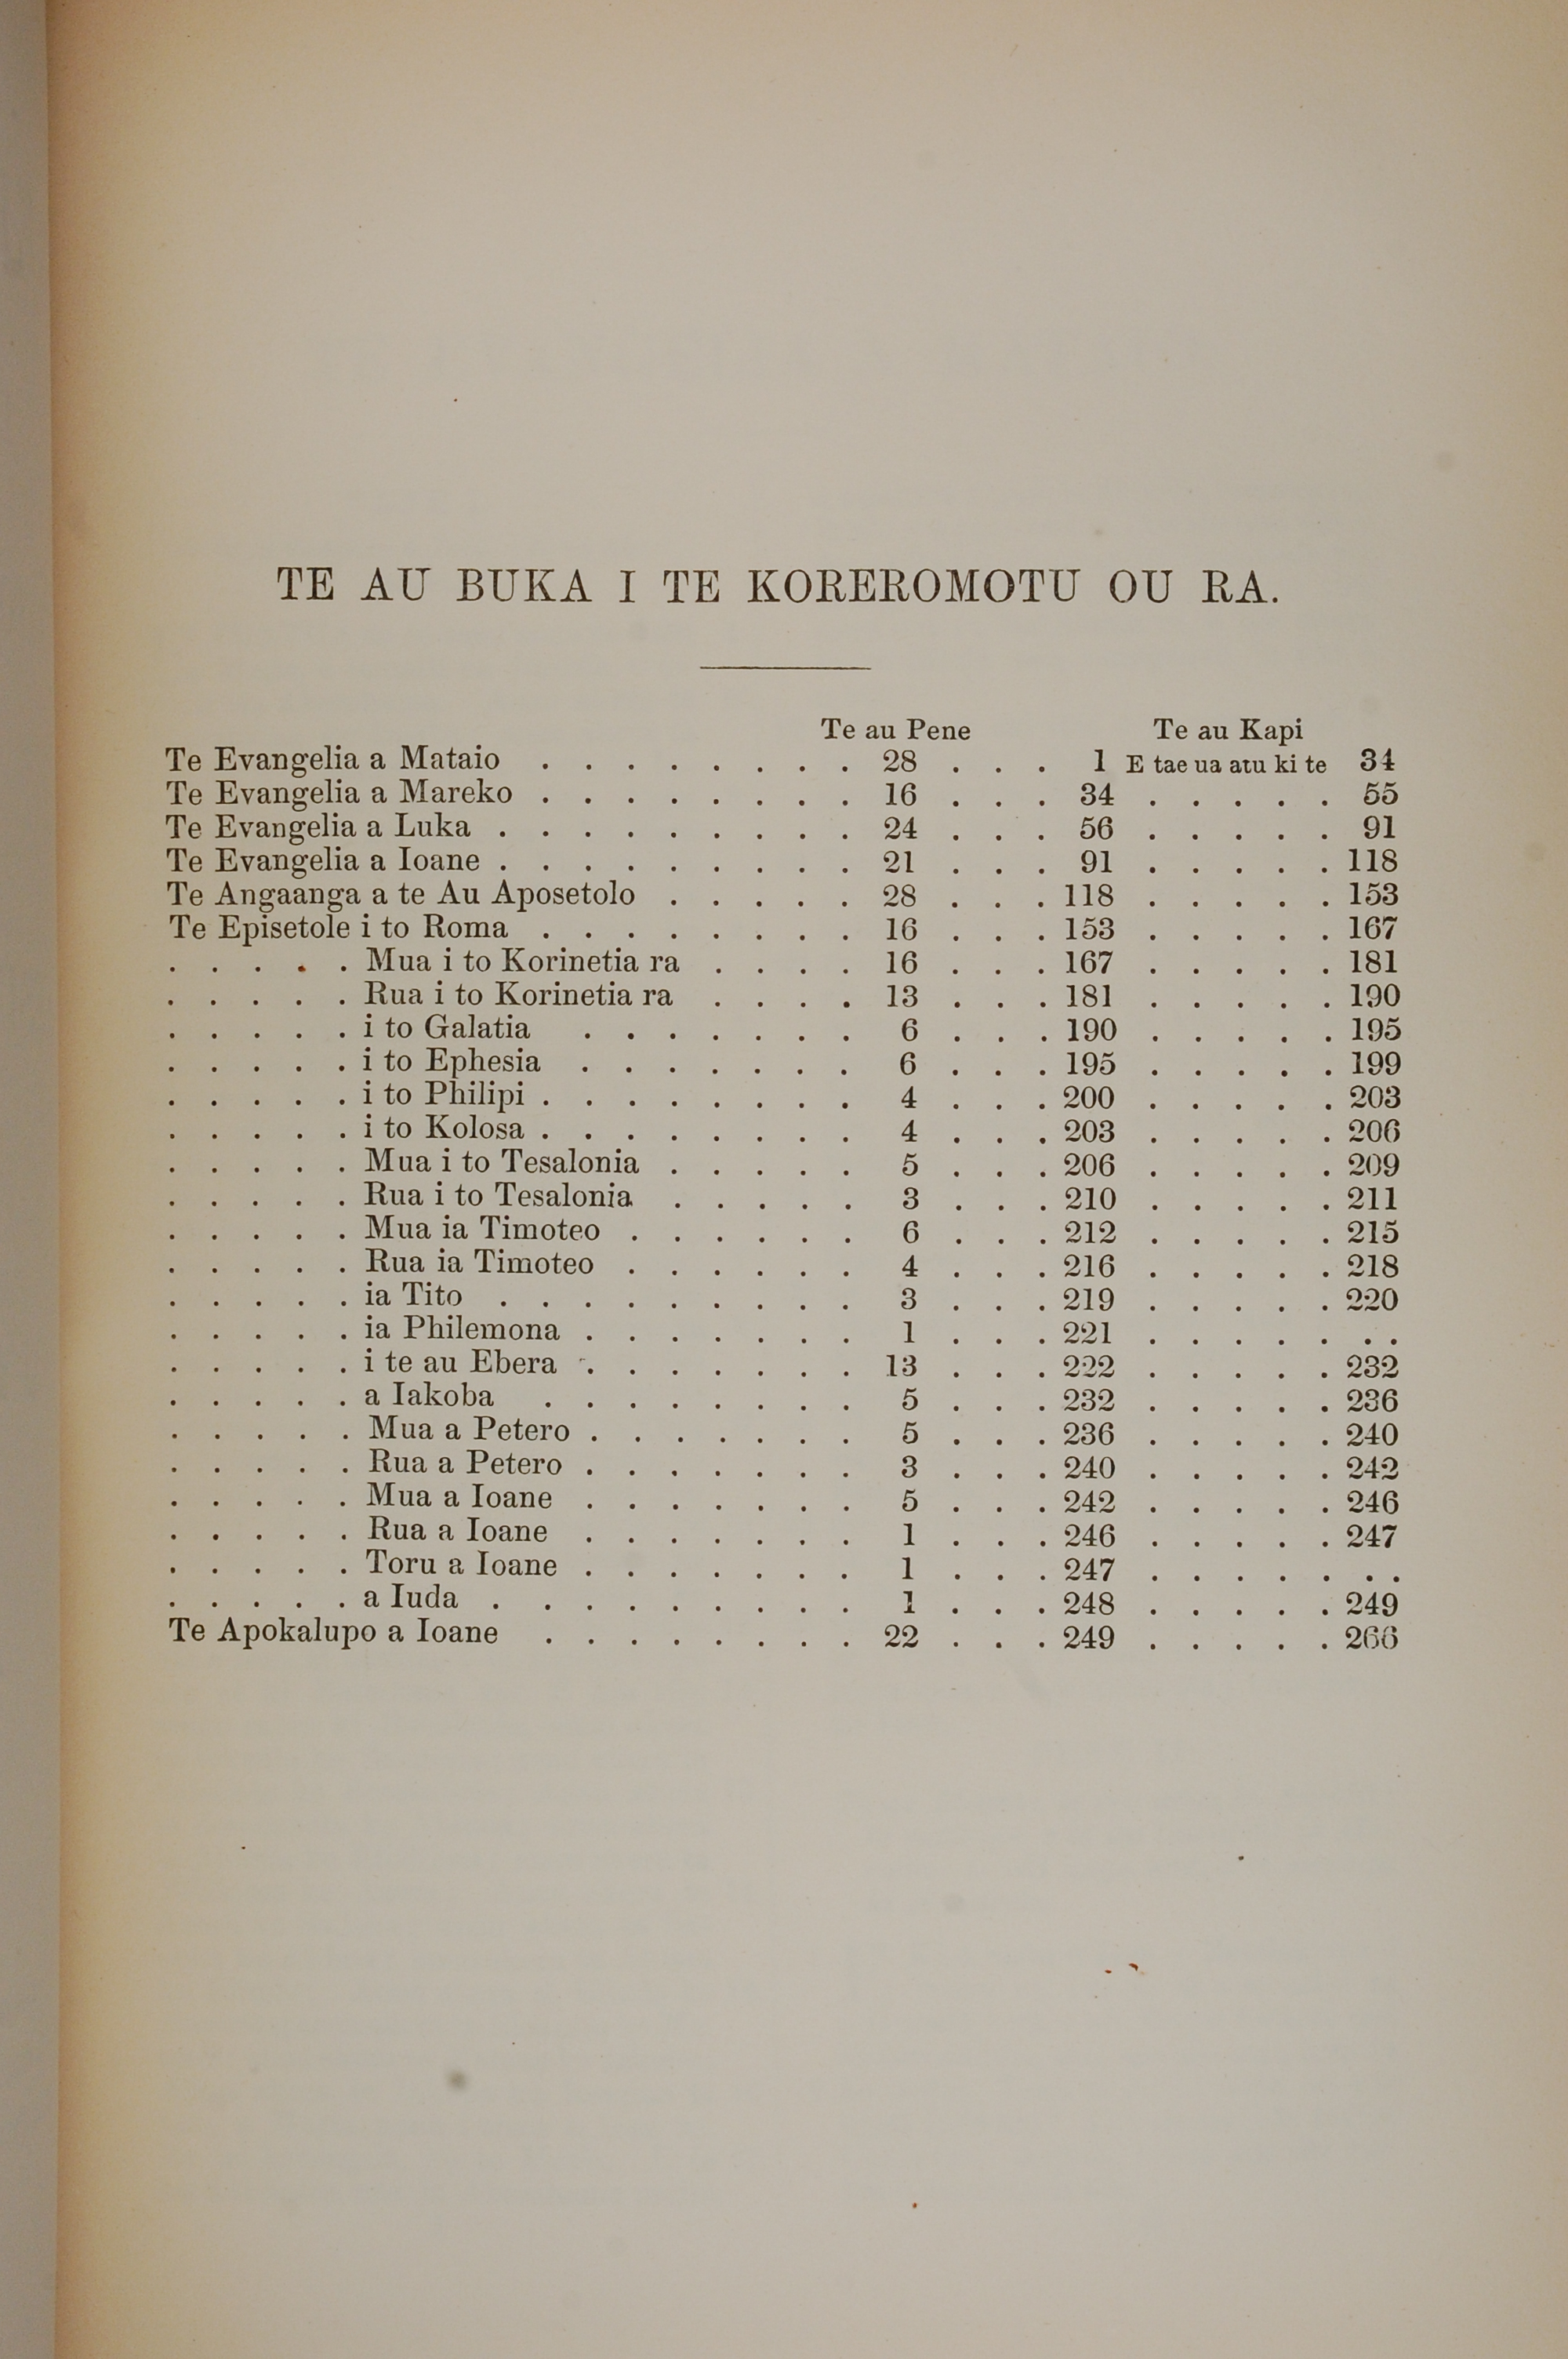 TE AU BUKA I TE KOREROMOTU OU RA.
Te au Pene Te au Kapi
Te Evangelia a Mataio . . . . . . . . 28 . . . 1 E tae ua atu ki te 34
Te Evangelia a Mareko . . . . . . . . 16 . . . 34 . . . . . 55
Te Evangelia a Luka . . . . . . . . . 24 . . . 56 . . . . . 91
Te Evangelia a Ioane . . . . . . . . . 21 . . . 91 . . . . . 118
Te Angaanga a te Au Aposetolo . . . . . 28 . . . 118 . . . . . 153
Te Episetole i to Roma . . . . . . . . 16 . . . 153 . . . . . 167
. . . . . Mua i to Korinetia ra . . . . 16 . . . 167 . . . . . 181
. . . . . Rua i to Korinetia ra . . . . 13 . . . 181 . . . . . 190
. . . . . i to Galatia . . . . . . . 6 . . . 190 . . . . . 195
. . . . . i to Ephesia . . . . . . . 6 . . . 195 . . . . . 199
. . . . . i to Philipi . . . . . . . . 4 . . . 200 . . . . . 203
. . . . . i to Kolosa . . . . . . . . 4 . . . 203 . . . . . 206
. . . . . Mua i to Tesalonia . . . . . 5 . . . 206 . . . . . 209
. . . . . Rua i to Tesalonia . . . . . 3 . . . 210 . . . . . 211
. . . . . Mua ia Timoteo . . . . . . 6 . . . 212 . . . . . 215
. . . . . Rua ia Timoteo . . . . . . 4 . . . 216 . . . . . 218
. . . . . ia Tito . . . . . . . . . 3 . . . 219 . . . . . 220
. . . . . ia Philemona . . . . . . . 1 . . . 221 . . . . . . .
. . . . . i te au Ebera . . . . . . . 13 . . . 222 . . . . . 232
. . . . . a Iakoba . . . . . . . . 5 . . . 232 . . . . . 236
. . . . . Mua a Petero . . . . . . . 5 . . . 236 . . . . . 240
. . . . . Rua a Petero . . . . . . . 3 . . . 240 . . . . . 242
. . . . . Mua a Ioane . . . . . . . 5 . . . 242 . . . . . 246
. . . . . Rua a Ioane . . . . . . . 1 . . . 246 . . . . . 247
. . . . . Toru a Ioane . . . . . . . 1 . . . 247 . . . . . . .
. . . . . a Iuda . . . . . . . . . 1 . . . 248 . . . . . 249
Te Apokalupo a Ioane . . . . . . . . 22 . . . 249 . . . . . 266